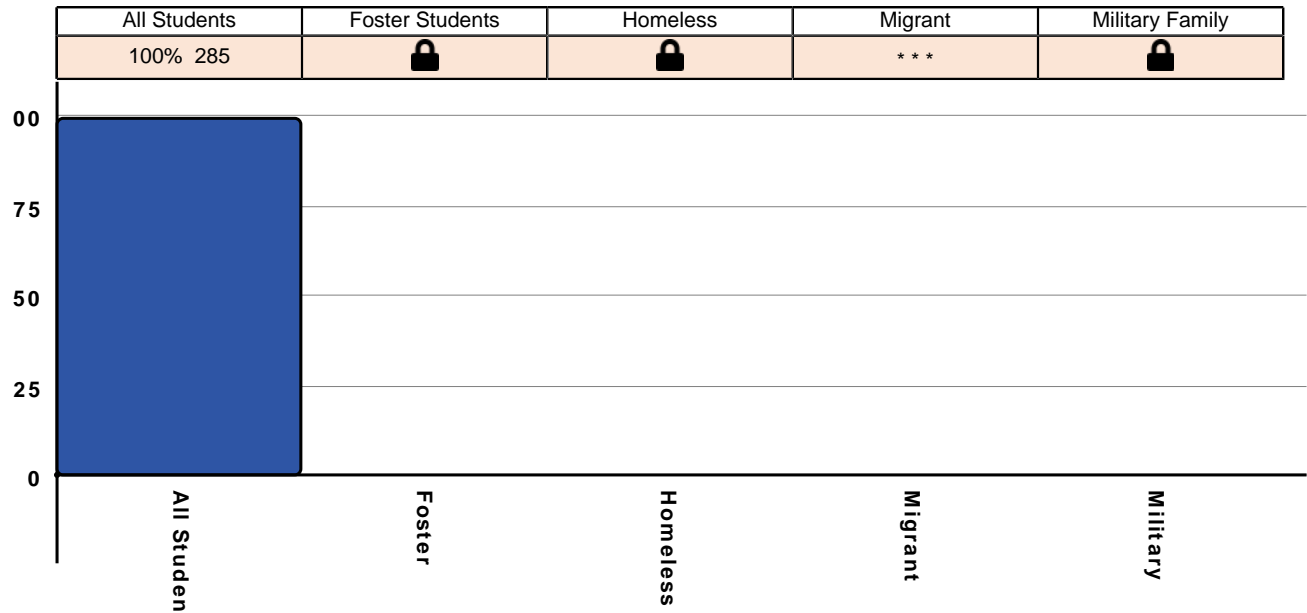 All Students Foster Students Homeless Migrant Military Family
100% 285 🔒 🔒 * * * 🔒
00
75
50
25
0
All Studen
Foster
Homeless
Migrant
Military